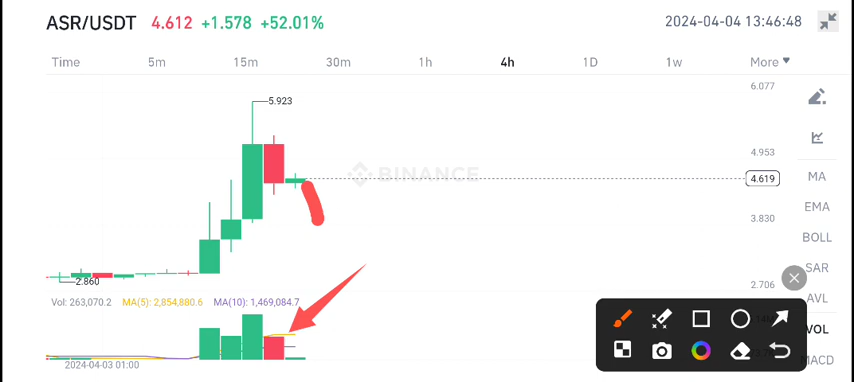 ASR/USDT 4.612 +1.578 +52.01% 2024-04-04 13:46:48
Time 5m 15m 30m 1h 4h 1D 1w More
6.077
5.923
4.953
BINANCE
4.619
MA
3.830
EMA
BOLL
SAR
2.860
2.706
AVL
Vol: 263,070.2 MA(5): 2,854,880.6 MA(10): 1,469,084.7
VOL
MACD
2024-04-03 01:00